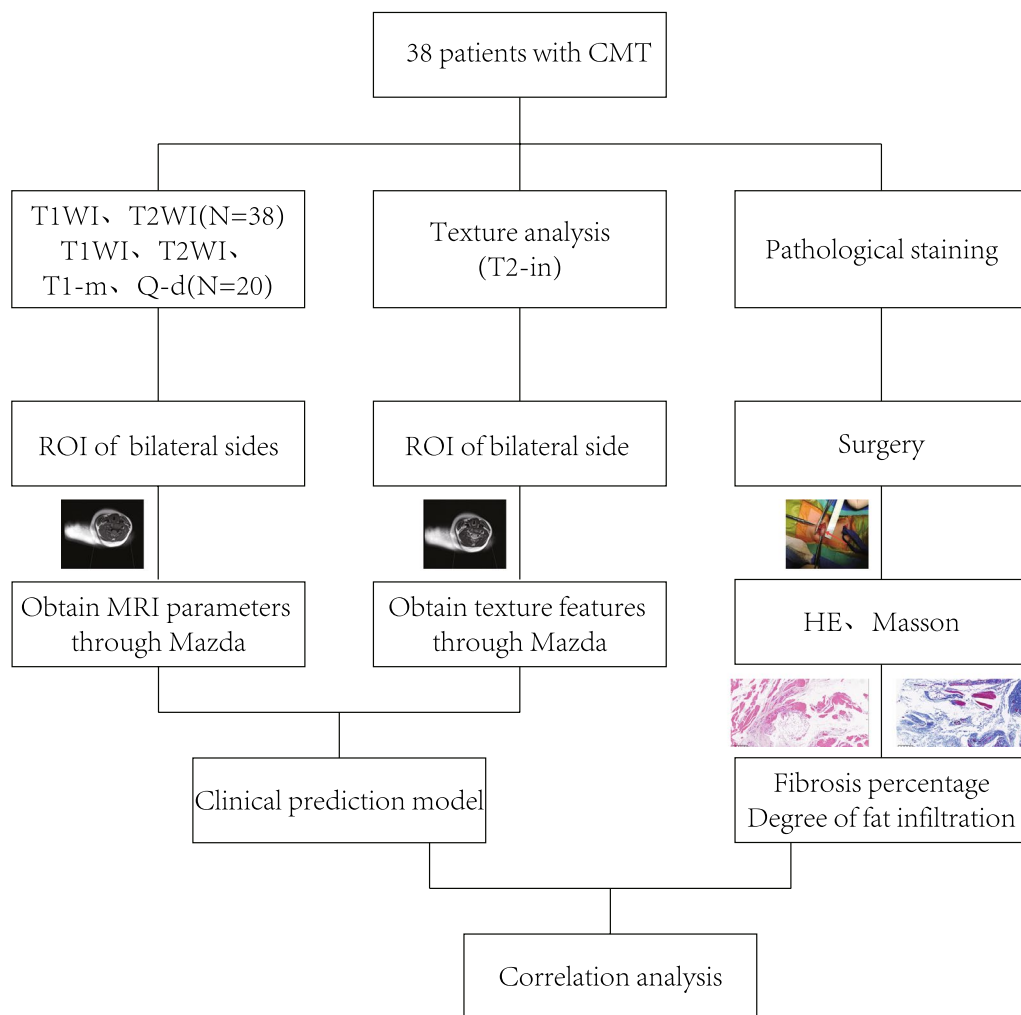 38 patients with CMT
T1WI、T2WI(N=38)
T1WI、T2WI、
T1-m、Q-d(N=20)
Texture analysis
(T2-in)
Pathological staining
ROI of bilateral sides
ROI of bilateral side
Surgery
Obtain MRI parameters
through Mazda
Obtain texture features
through Mazda
HE、Masson
Clinical prediction model
Fibrosis percentage
Degree of fat infiltration
Correlation analysis